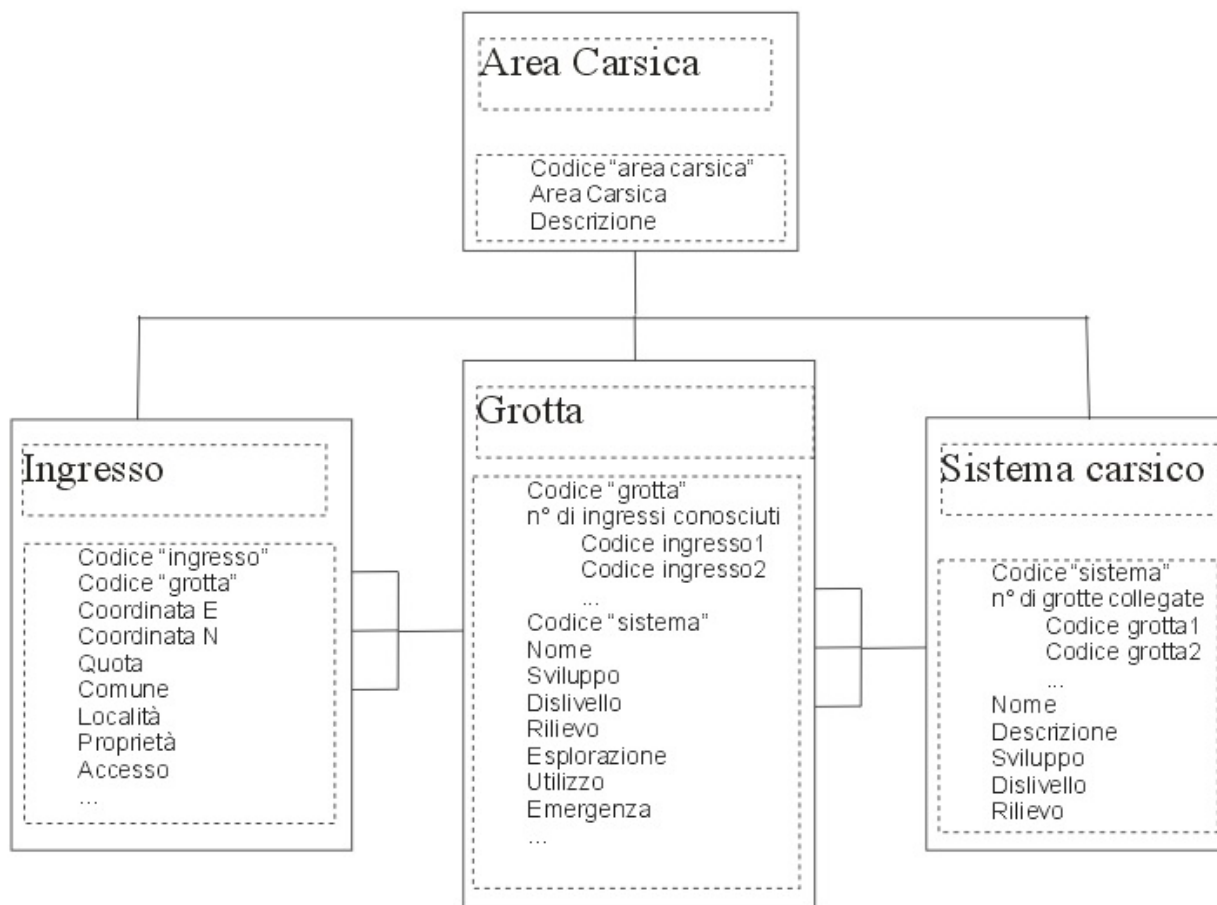 Area Carsica
Codice “area carsica”
Area Carsica
Descrizione
Ingresso
Codice “ingresso”
Codice “grotta”
Coordinata E
Coordinata N
Quota
Comune
Località
Proprietà
Accesso
...
Grotta
Codice “grotta”
n° di ingressi conosciuti
Codice ingresso1
Codice ingresso2
...
Codice “sistema”
Nome
Sviluppo
Dislivello
Rilievo
Esplorazione
Utilizzo
Emergenza
...
Sistema carsico
Codice “sistema”
n° di grotte collegate
Codice grotta1
Codice grotta2
...
Nome
Descrizione
Sviluppo
Dislivello
Rilievo